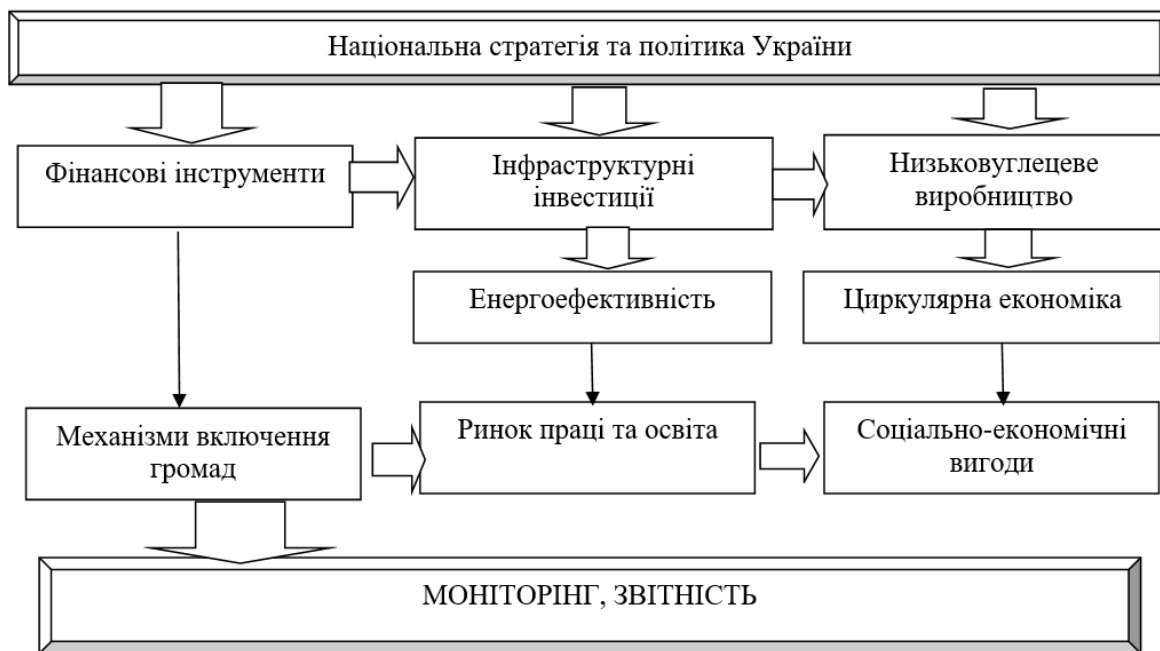 Національна стратегія та політика України
Фінансові інструменти
Інфраструктурні
інвестиції
Низьковуглецеве
виробництво
Енергоефективність
Циркулярна економіка
Механізми включення
громад
Ринок праці та освіта
Соціально-економічні
вигоди
МОНІТОРІНГ, ЗВІТНІСТЬ